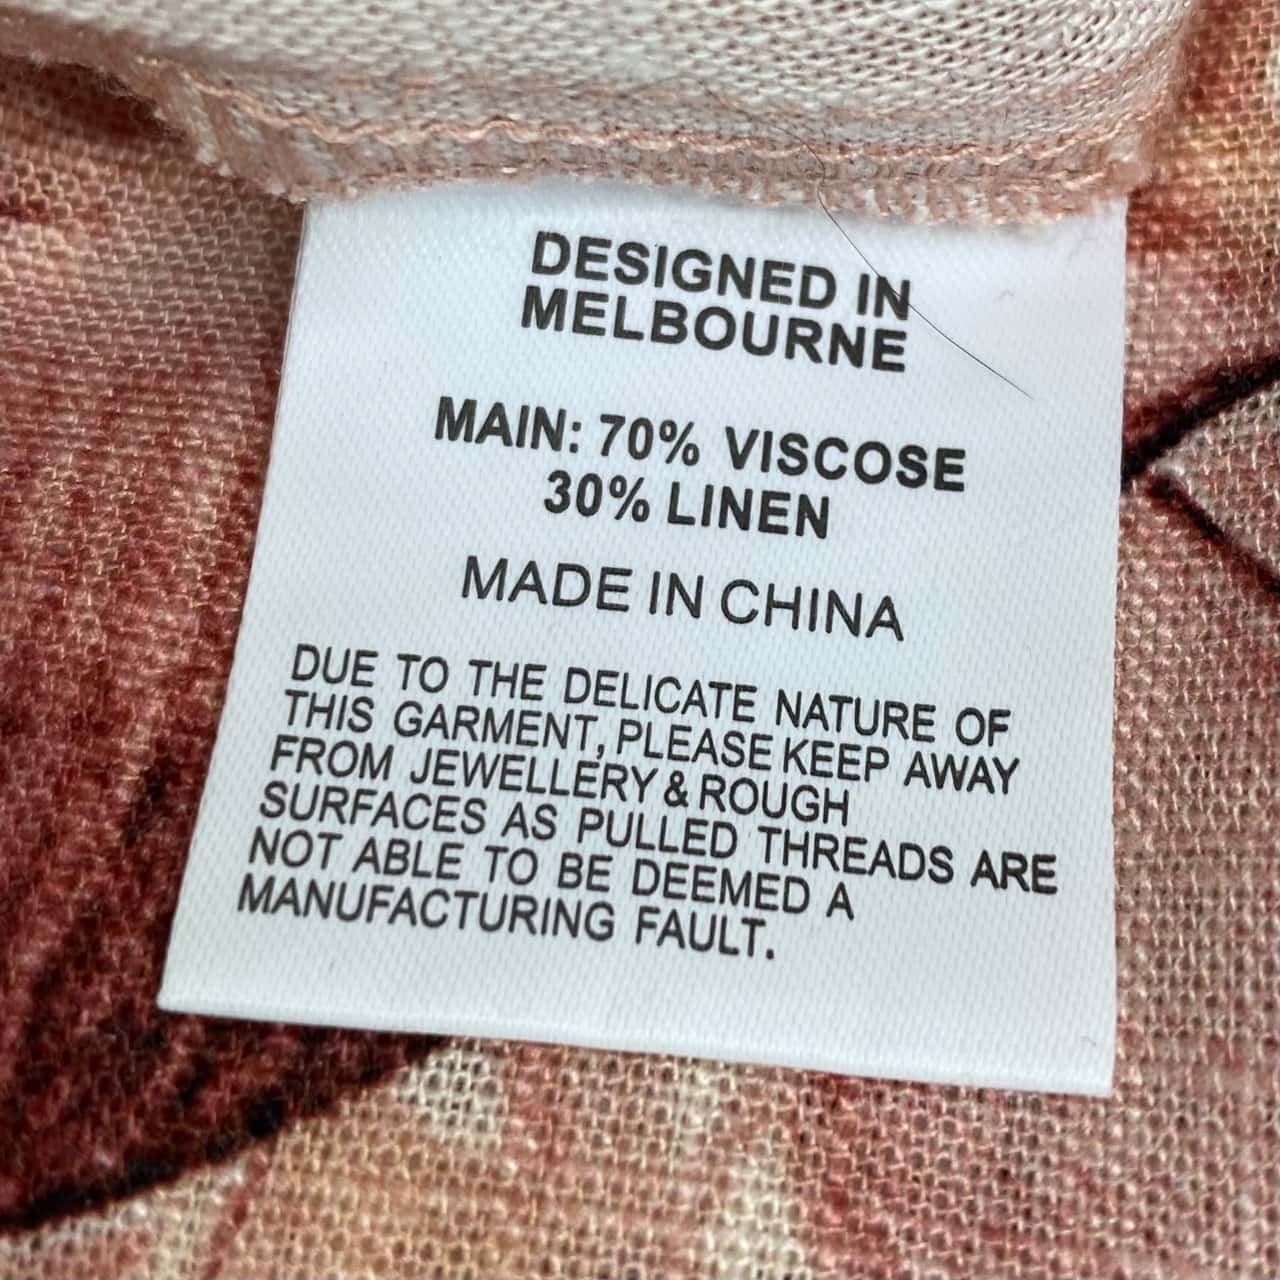 DESIGNED IN
MELBOURNE
MAIN: 70% VISCOSE
30% LINEN
MADE IN CHINA
DUE TO THE DELICATE NATURE OF
THIS GARMENT, PLEASE KEEP AWAY
FROM JEWELLERY & ROUGH
SURFACES AS PULLED THREADS ARE
NOT ABLE TO BE DEEMED A
MANUFACTURING FAULT.